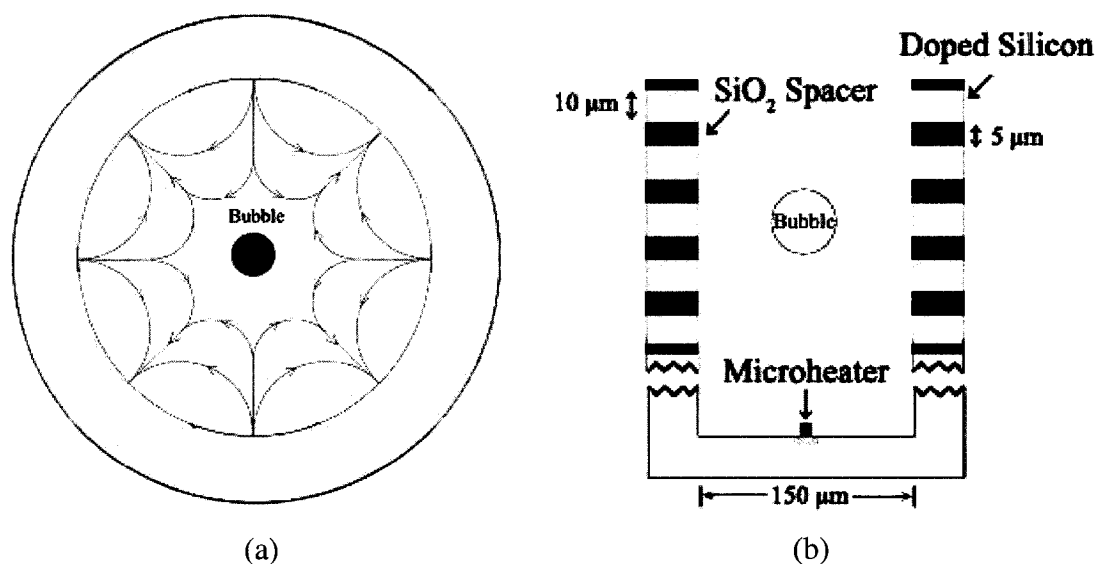 Bubble
(a)
Doped Silicon
SiO₂ Spacer
10 μm
5 μm
Bubble
Microheater
150 μm
(b)